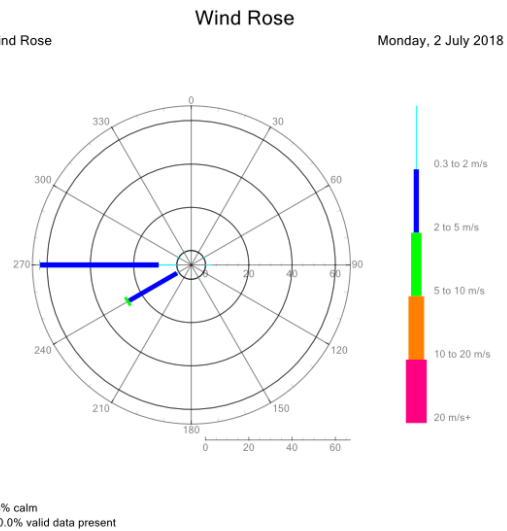 Wind Rose
Wind Rose
Monday, 2 July 2018
0
30
60
90
120
150
180
210
240
270
300
330
0
20
40
60
0
20
40
60
0.3 to 2 m/s
2 to 5 m/s
5 to 10 m/s
10 to 20 m/s
20 m/s+
% calm
0.0% valid data present